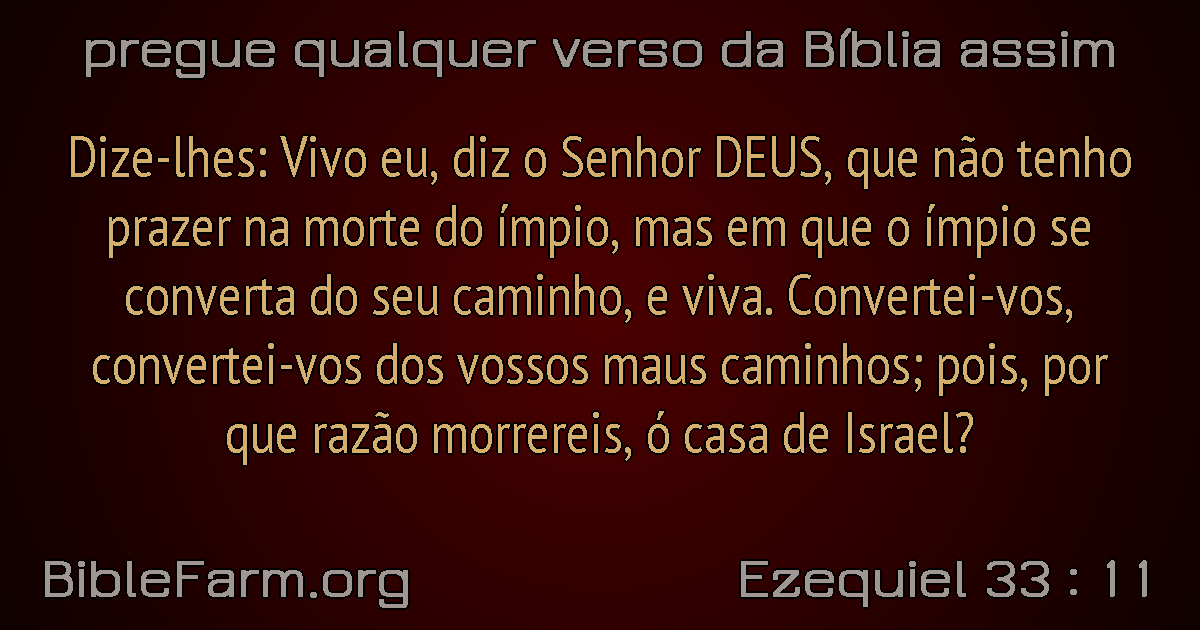 pregue qualquer verso da Bíblia assim
Dize-lhes: Vivo eu, diz o Senhor DEUS, que não tenho
prazer na morte do ímpio, mas em que o ímpio se
converta do seu caminho, e viva. Convertei-vos,
convertei-vos dos vossos maus caminhos; pois, por
que razão morrereis, ó casa de Israel?
BibleFarm.org
Ezequiel 33 : 11